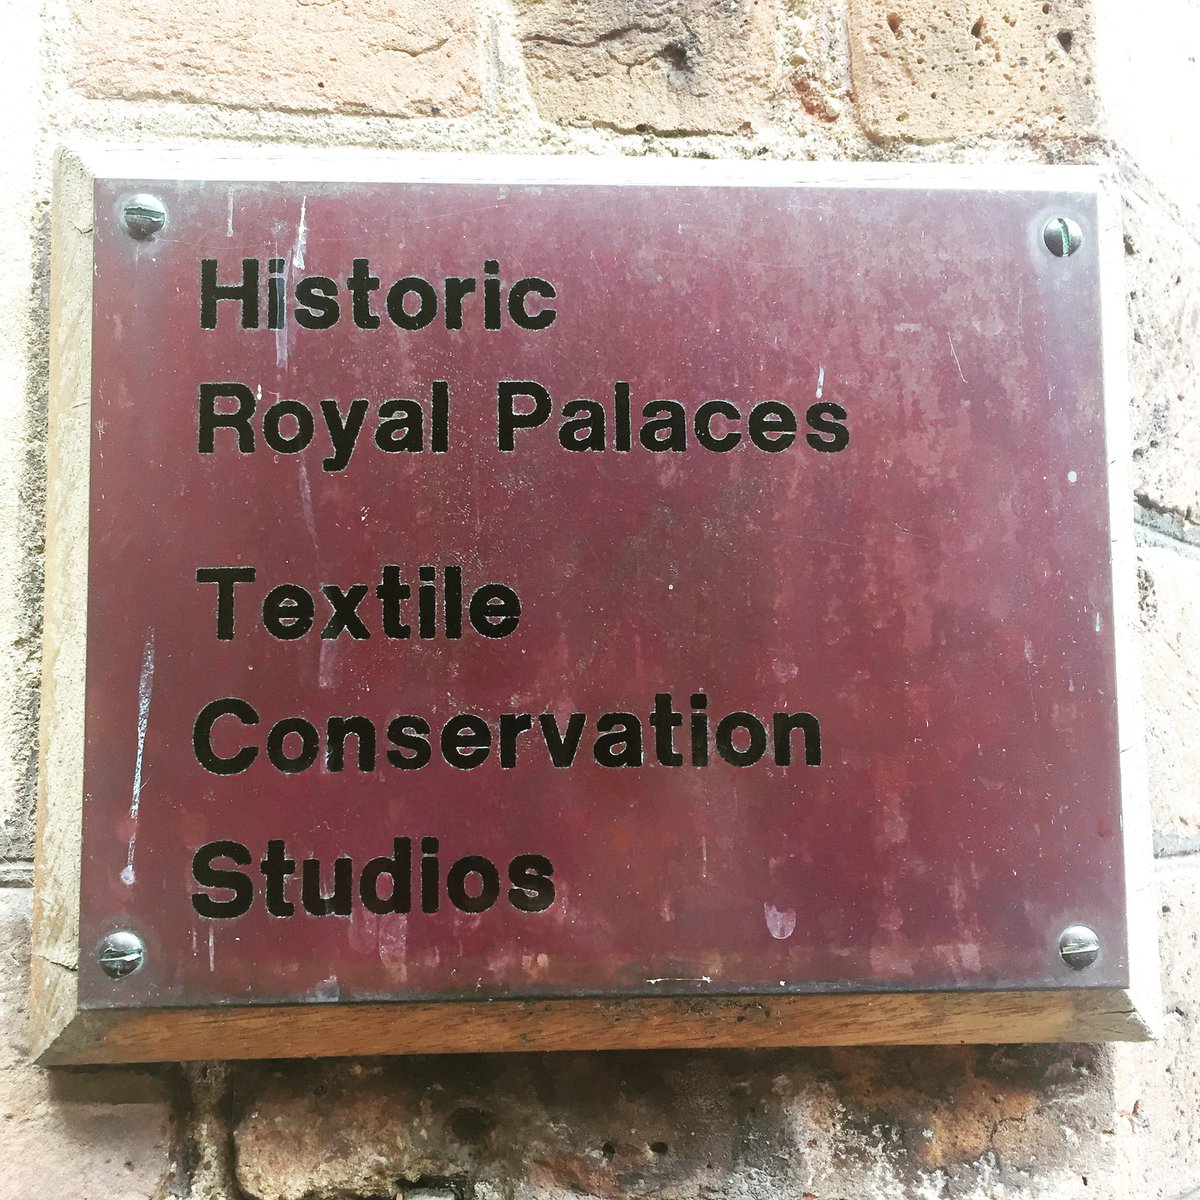 Historic
Royal Palaces
Textile
Conservation
Studios